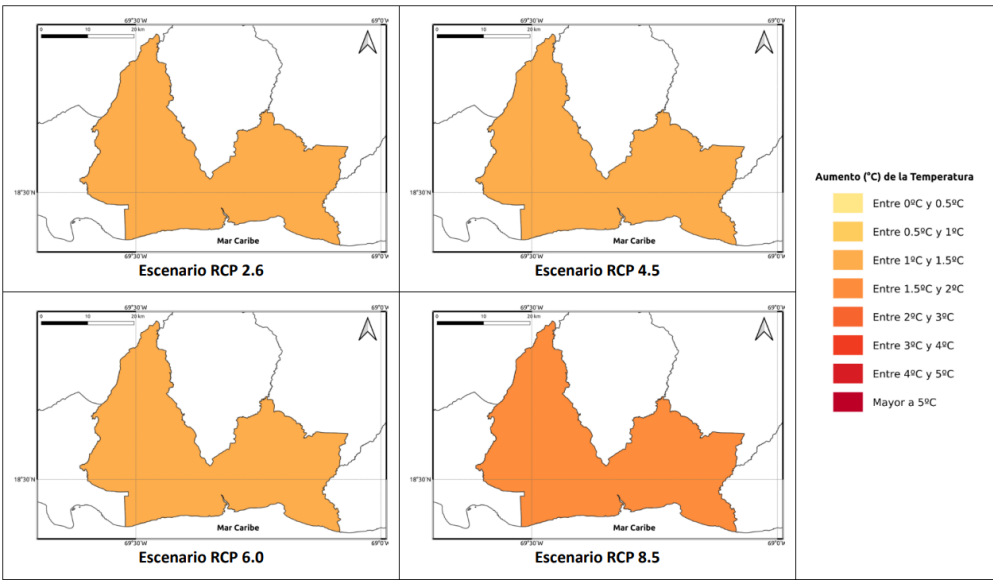 69°30'W
69°0'W
0 10 20 km
18°30'N
Mar Caribe
69°30'W
69°0'W
Escenario RCP 2.6
69°30'W
69°0'W
0 10 20 km
18°30'N
Mar Caribe
69°30'W
69°0'W
Escenario RCP 4.5
69°30'W
69°0'W
0 10 20 km
18°30'N
Mar Caribe
69°30'W
69°0'W
Escenario RCP 6.0
69°30'W
69°0'W
0 10 20 km
18°30'N
Mar Caribe
69°30'W
69°0'W
Escenario RCP 8.5
Aumento (°C) de la Temperatura
Entre 0ºC y 0.5ºC
Entre 0.5ºC y 1ºC
Entre 1ºC y 1.5ºC
Entre 1.5ºC y 2ºC
Entre 2ºC y 3ºC
Entre 3ºC y 4ºC
Entre 4ºC y 5ºC
Mayor a 5ºC